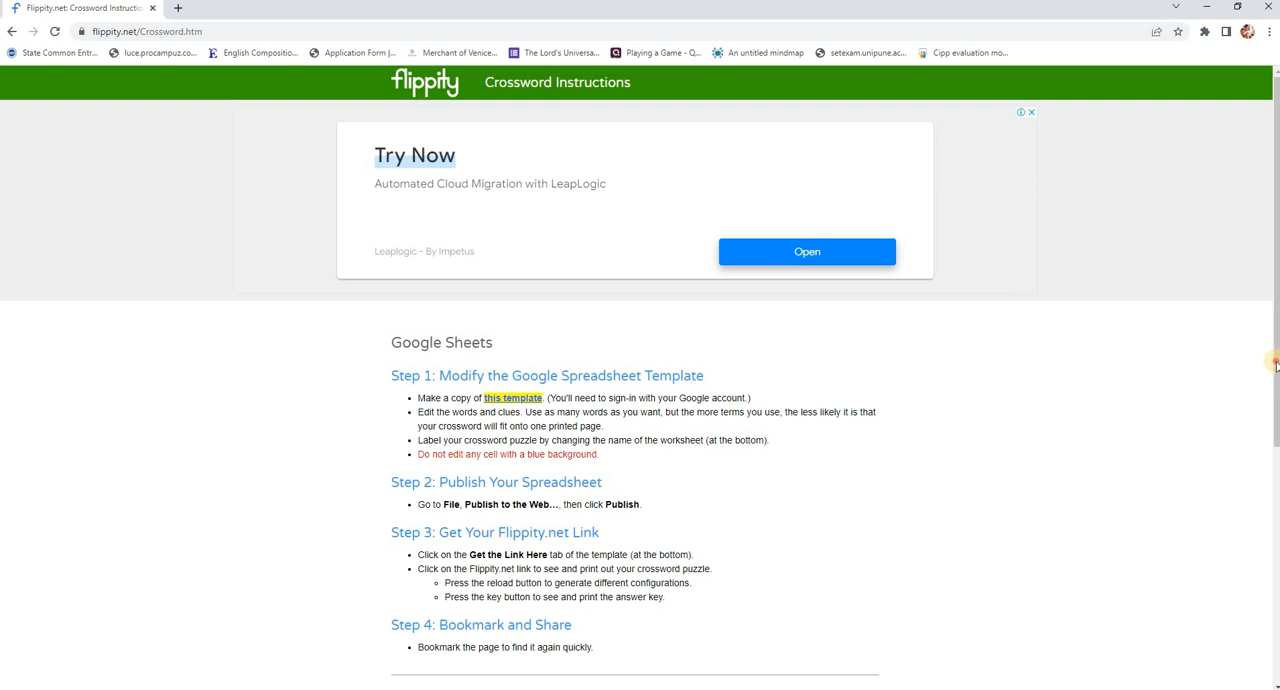 Flippity.net: Crossword Instructio
flippity.net/Crossword.htm
State Common Entr...
luce.procampuz.co...
English Compositio...
Application Form |...
Merchant of Venice...
The Lord's Universa...
Playing a Game - Q...
An untitled mindmap
setexam.unipune.ac...
Cipp evaluation mo...
flippity
Crossword Instructions
Try Now
Automated Cloud Migration with LeapLogic
Leaplogic - By Impetus
Open
Google Sheets
Step 1: Modify the Google Spreadsheet Template
• Make a copy of this template. (You'll need to sign-in with your Google account.)
• Edit the words and clues. Use as many words as you want, but the more terms you use, the less likely it is that
your crossword will fit onto one printed page.
• Label your crossword puzzle by changing the name of the worksheet (at the bottom).
• Do not edit any cell with a blue background.
Step 2: Publish Your Spreadsheet
• Go to File, Publish to the Web..., then click Publish.
Step 3: Get Your Flippity.net Link
• Click on the Get the Link Here tab of the template (at the bottom).
• Click on the Flippity.net link to see and print out your crossword puzzle.
Press the reload button to generate different configurations.
Press the key button to see and print the answer key.
Step 4: Bookmark and Share
• Bookmark the page to find it again quickly.